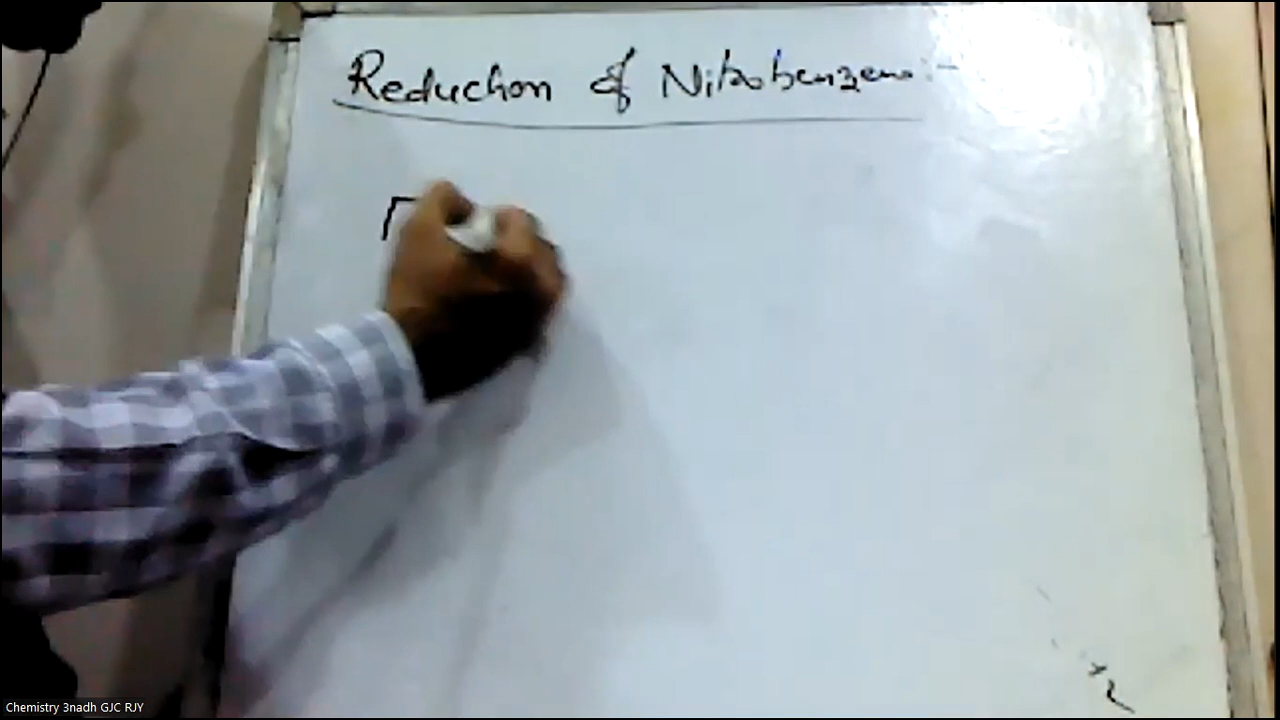 Reduction of Nitrobenzene :-
Chemistry 3nadh GJC RJY